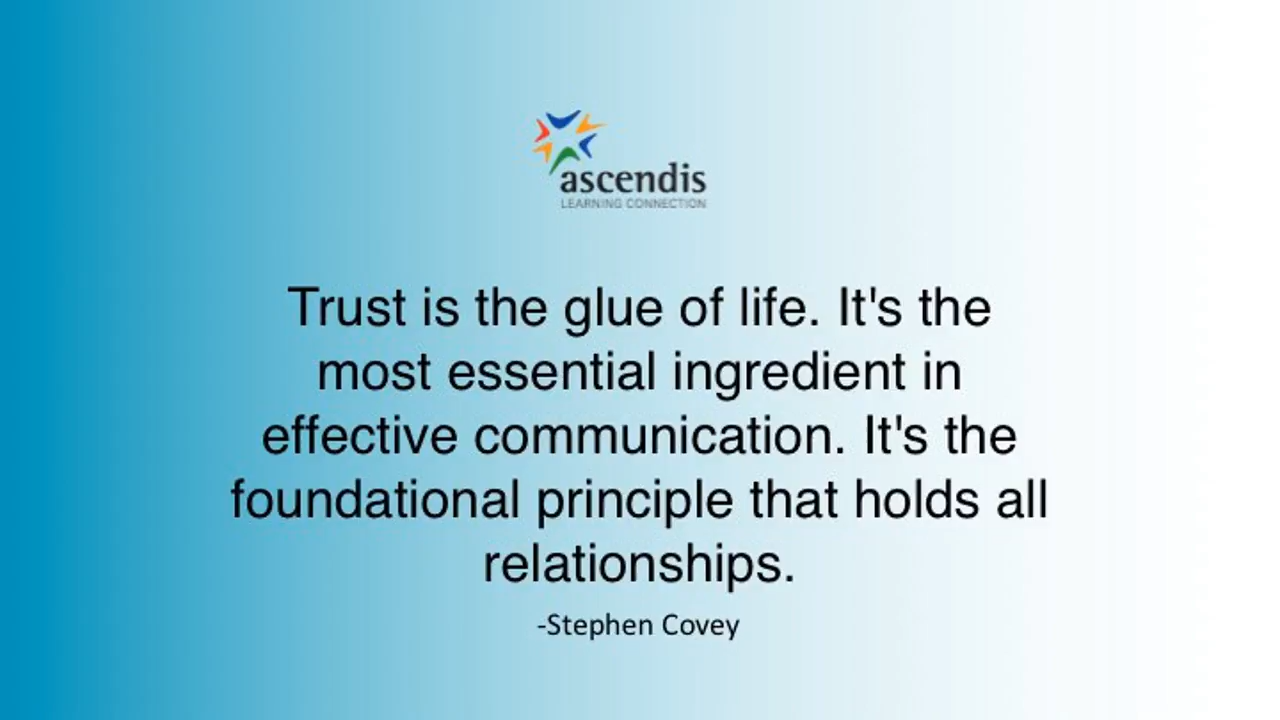 ascendis
LEARNING CONNECTION
Trust is the glue of life. It's the
most essential ingredient in
effective communication. It's the
foundational principle that holds all
relationships.
-Stephen Covey